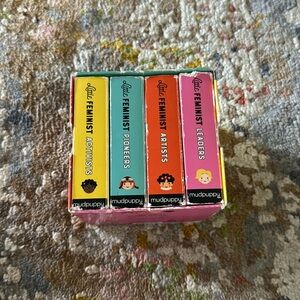 Little FEMINIST ACTIVISTS
mudpuppy
Little FEMINIST PIONEERS
mudpuppy
Little FEMINIST ARTISTS
mudpuppy
Little FEMINIST LEADERS
mudpuppy